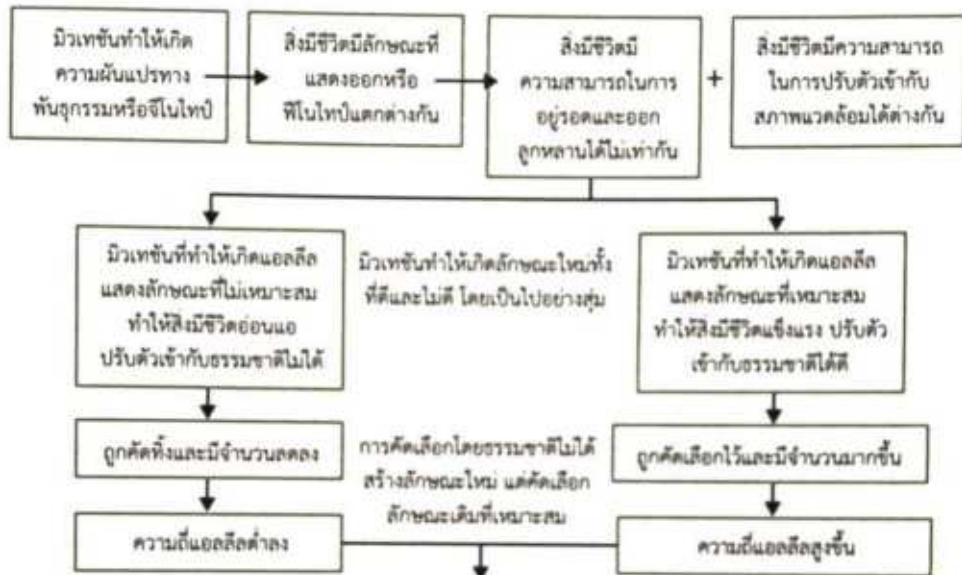 มิวเทชันทำให้เกิด
ความผันแปรทาง
พันธุกรรมหรือจีโนไทป์
สิ่งมีชีวิตมีลักษณะที่
แสดงออกหรือ
ฟีโนไทป์แตกต่างกัน
สิ่งมีชีวิตมี
ความสามารถในการ
อยู่รอดและออก
ลูกหลานได้ไม่เท่ากัน
+
สิ่งมีชีวิตมีความสามารถ
ในการปรับตัวเข้ากับ
สภาพแวดล้อมได้ต่างกัน
มิวเทชันที่ทำให้เกิดแอลลีล
แสดงลักษณะที่ไม่เหมาะสม
ทำให้สิ่งมีชีวิตอ่อนแอ
ปรับตัวเข้ากับธรรมชาติไม่ได้
มิวเทชันทำให้เกิดลักษณะใหม่ทั้ง
ที่ดีและไม่ดี โดยเป็นไปอย่างสุ่ม
มิวเทชันที่ทำให้เกิดแอลลีล
แสดงลักษณะที่เหมาะสม
ทำให้สิ่งมีชีวิตแข็งแรง ปรับตัว
เข้ากับธรรมชาติได้ดี
ถูกคัดทิ้งและมีจำนวนลดลง
การคัดเลือกโดยธรรมชาติไม่ได้
สร้างลักษณะใหม่ แต่คัดเลือก
ลักษณะเดิมที่เหมาะสม
ถูกคัดเลือกไว้และมีจำนวนมากขึ้น
ความถี่แอลลีลต่ำลง
ความถี่แอลลีลสูงขึ้น